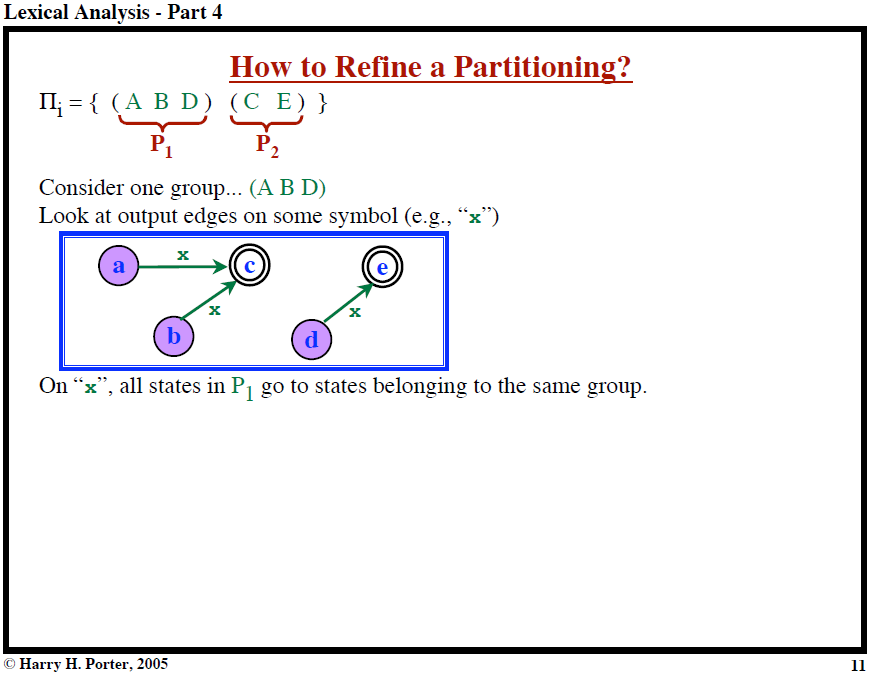 Lexical Analysis - Part 4
How to Refine a Partitioning?
Πi = { ( A B D ) ( C E ) }
P1 P2
Consider one group... (A B D)
Look at output edges on some symbol (e.g., “x”)
a x c e
x x
b d
On “x”, all states in P1 go to states belonging to the same group.
© Harry H. Porter, 2005 11